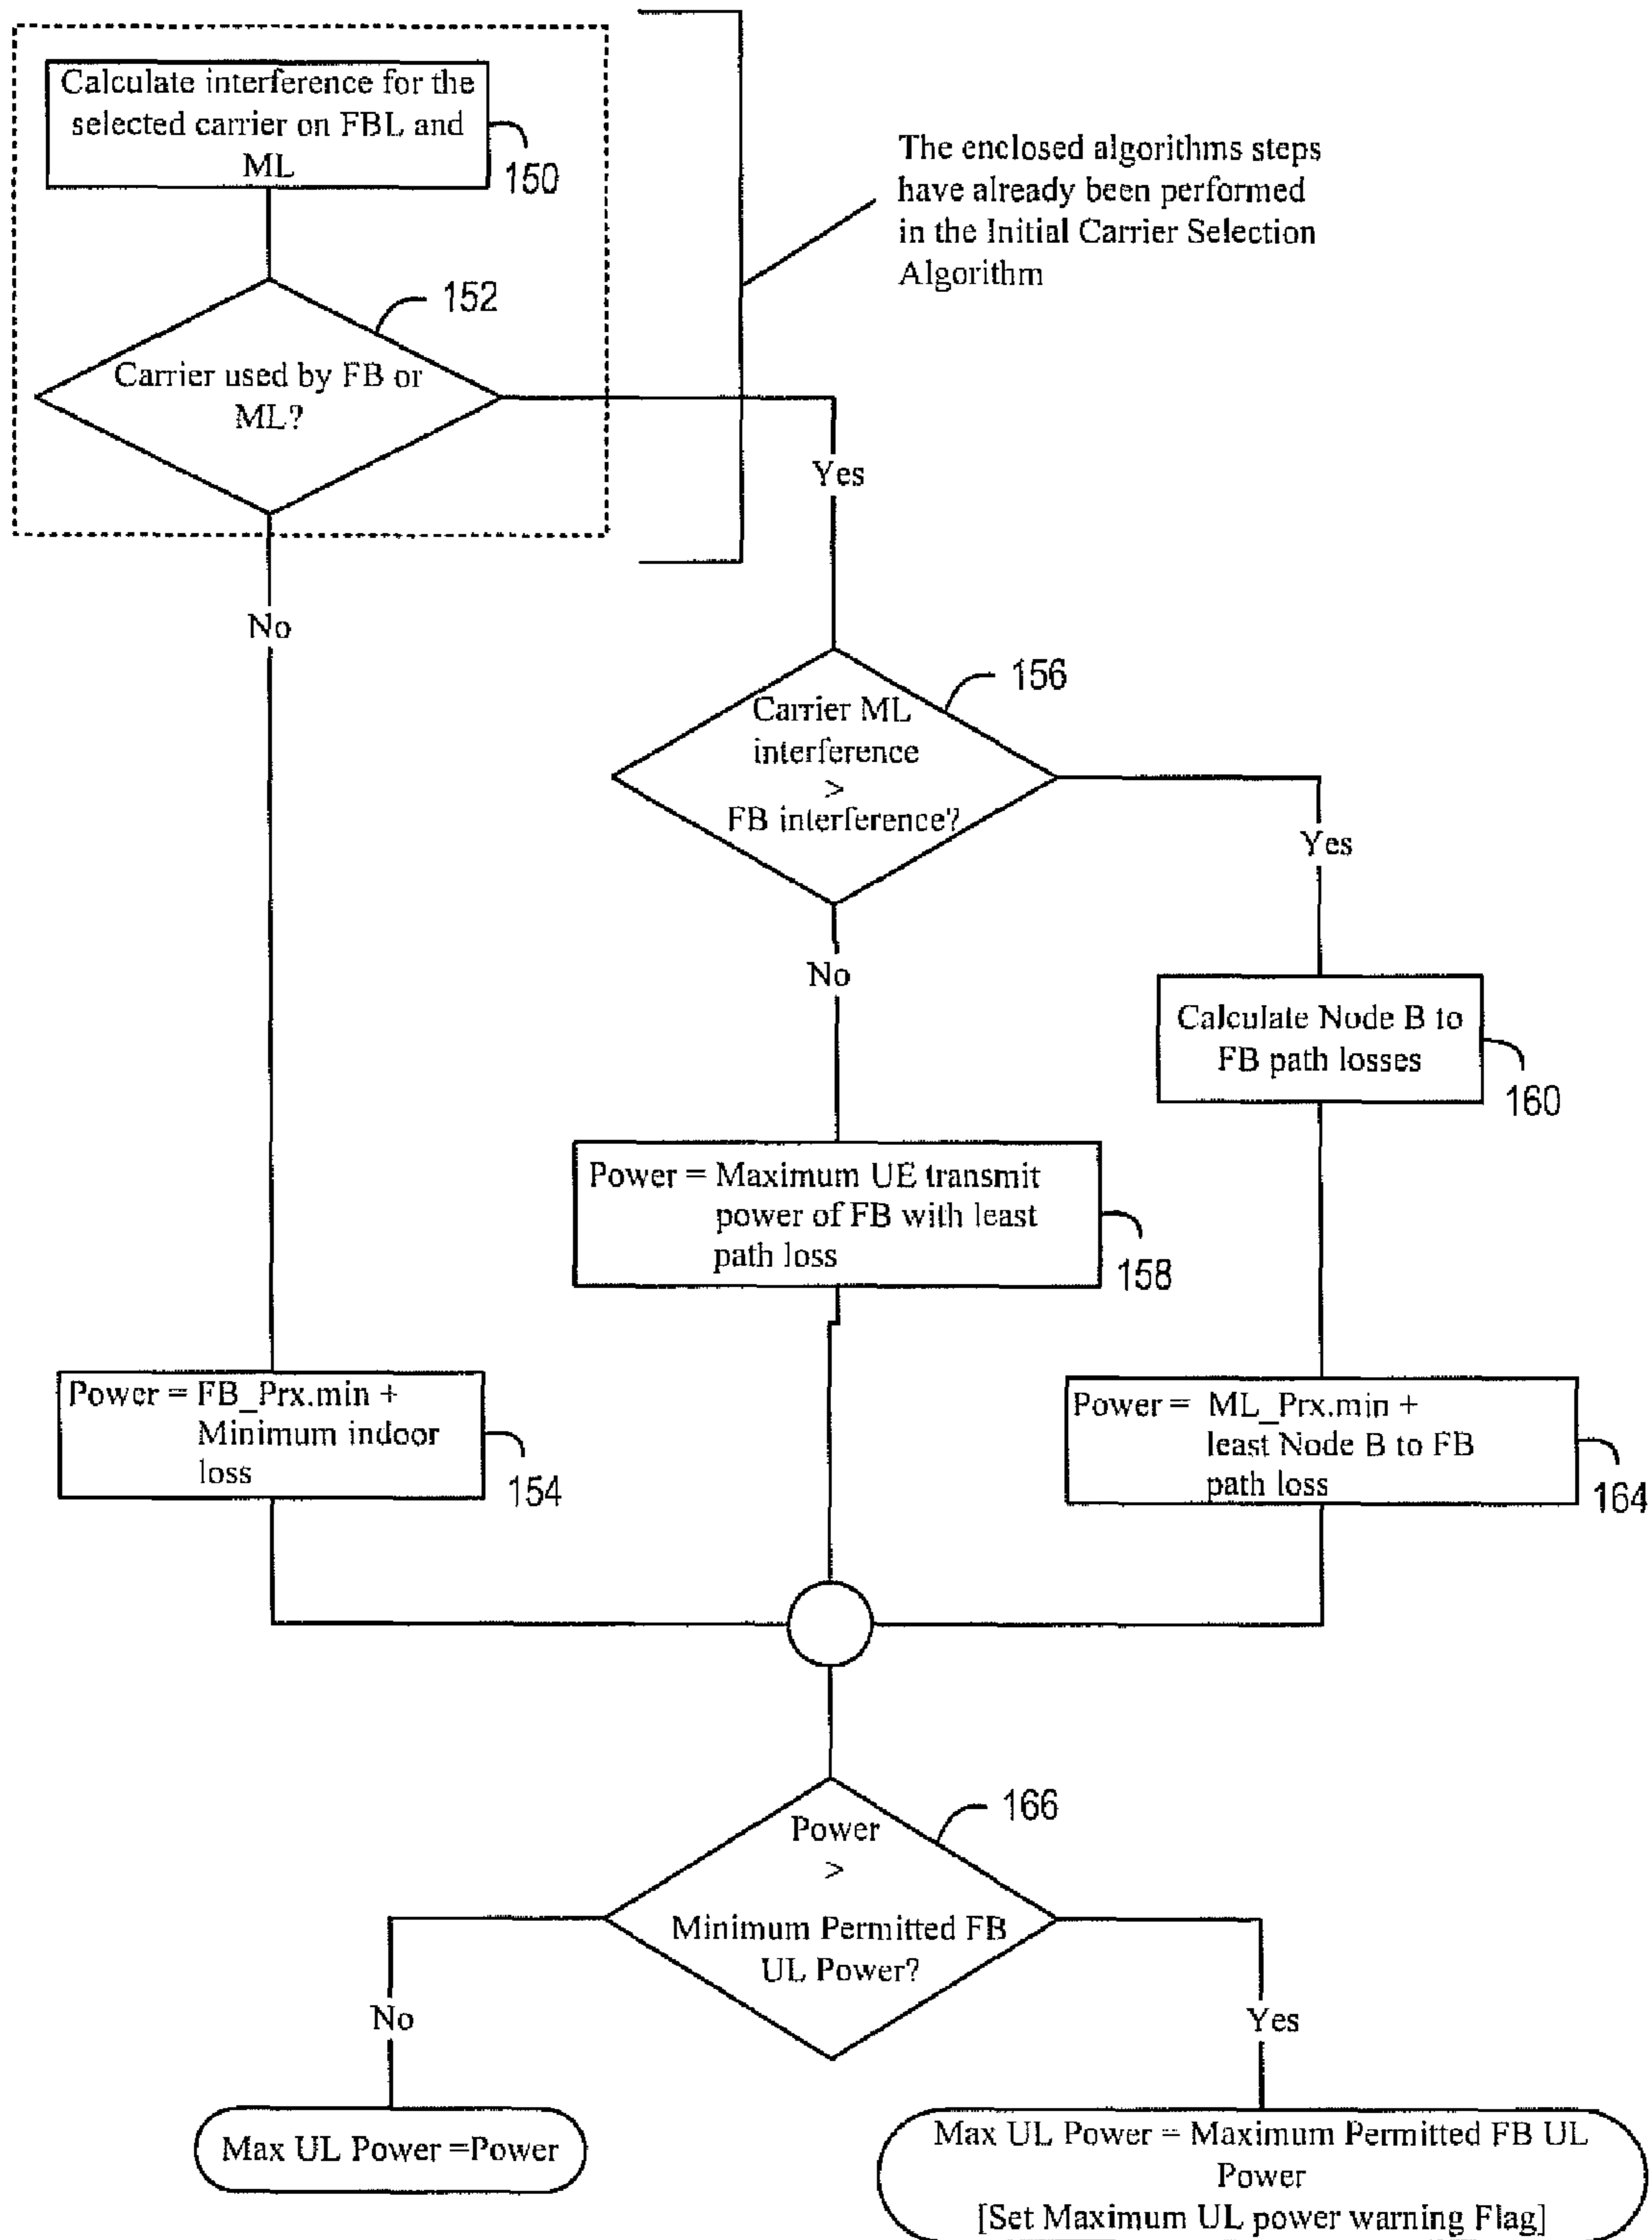 Calculate interference for the
selected carrier on FBL and
ML
150
The enclosed algorithms steps
have already been performed
in the Initial Carrier Selection
Algorithm
152
Carrier used by FB or
ML?
Yes
No
156
Carrier ML
interference
>
FB interference?
Yes
No
Calculate Node B to
FB path losses
160
Power = Maximum UE transmit
power of FB with least
path loss
158
Power = FB_Prx.min +
Minimum indoor
loss
154
Power = ML_Prx.min +
least Node B to FB
path loss
164
166
Power
>
Minimum Permitted FB
UL Power?
No
Yes
Max UL Power =Power
Max UL Power = Maximum Permitted FB UL
Power
[Set Maximum UL power warning Flag]